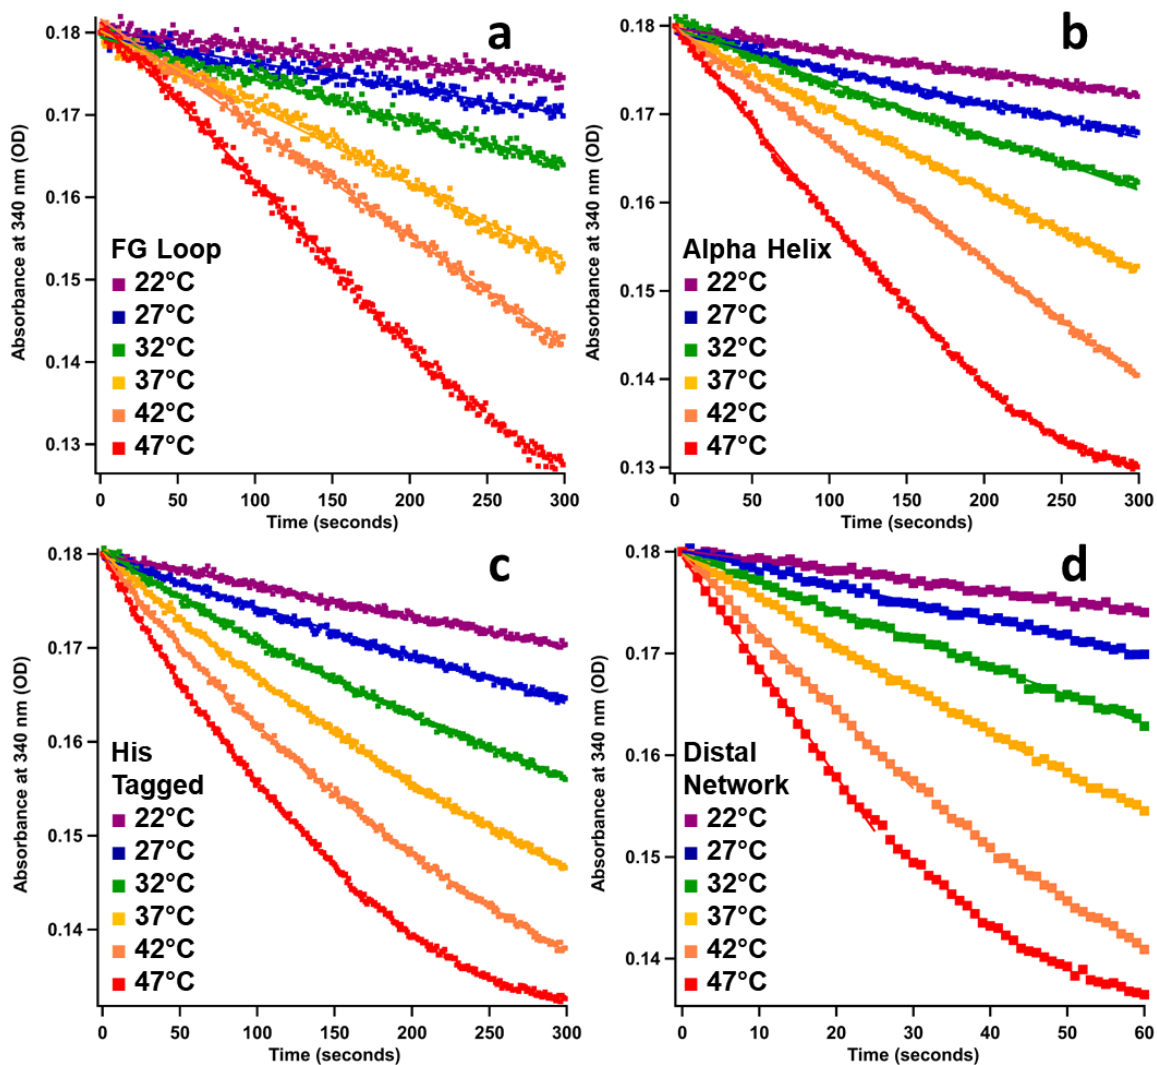 a
Absorbance at 340 nm (OD)
0.18
0.17
0.16
0.15
0.14
0.13
FG Loop
22°C
27°C
32°C
37°C
42°C
47°C
0 50 100 150 200 250 300
Time (seconds)
b
Absorbance at 340 nm (OD)
0.18
0.17
0.16
0.15
0.14
0.13
Alpha Helix
22°C
27°C
32°C
37°C
42°C
47°C
0 50 100 150 200 250 300
Time (seconds)
c
Absorbance at 340 nm (OD)
0.18
0.17
0.16
0.15
0.14
His
Tagged
22°C
27°C
32°C
37°C
42°C
47°C
0 50 100 150 200 250 300
Time (seconds)
d
Absorbance at 340 nm (OD)
0.18
0.17
0.16
0.15
0.14
Distal
Network
22°C
27°C
32°C
37°C
42°C
47°C
0 10 20 30 40 50 60
Time (seconds)